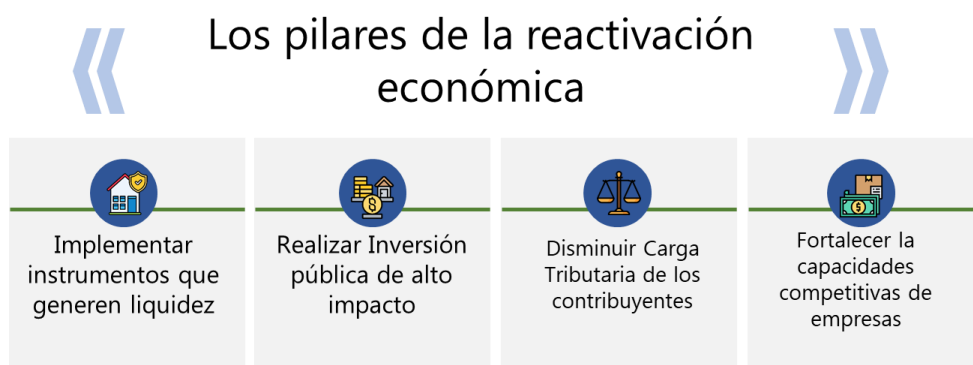 Los pilares de la reactivación
económica
Implementar
instrumentos que
generen liquidez
Realizar Inversión
pública de alto
impacto
Disminuir Carga
Tributaria de los
contribuyentes
Fortalecer la
capacidades
competitivas de
empresas